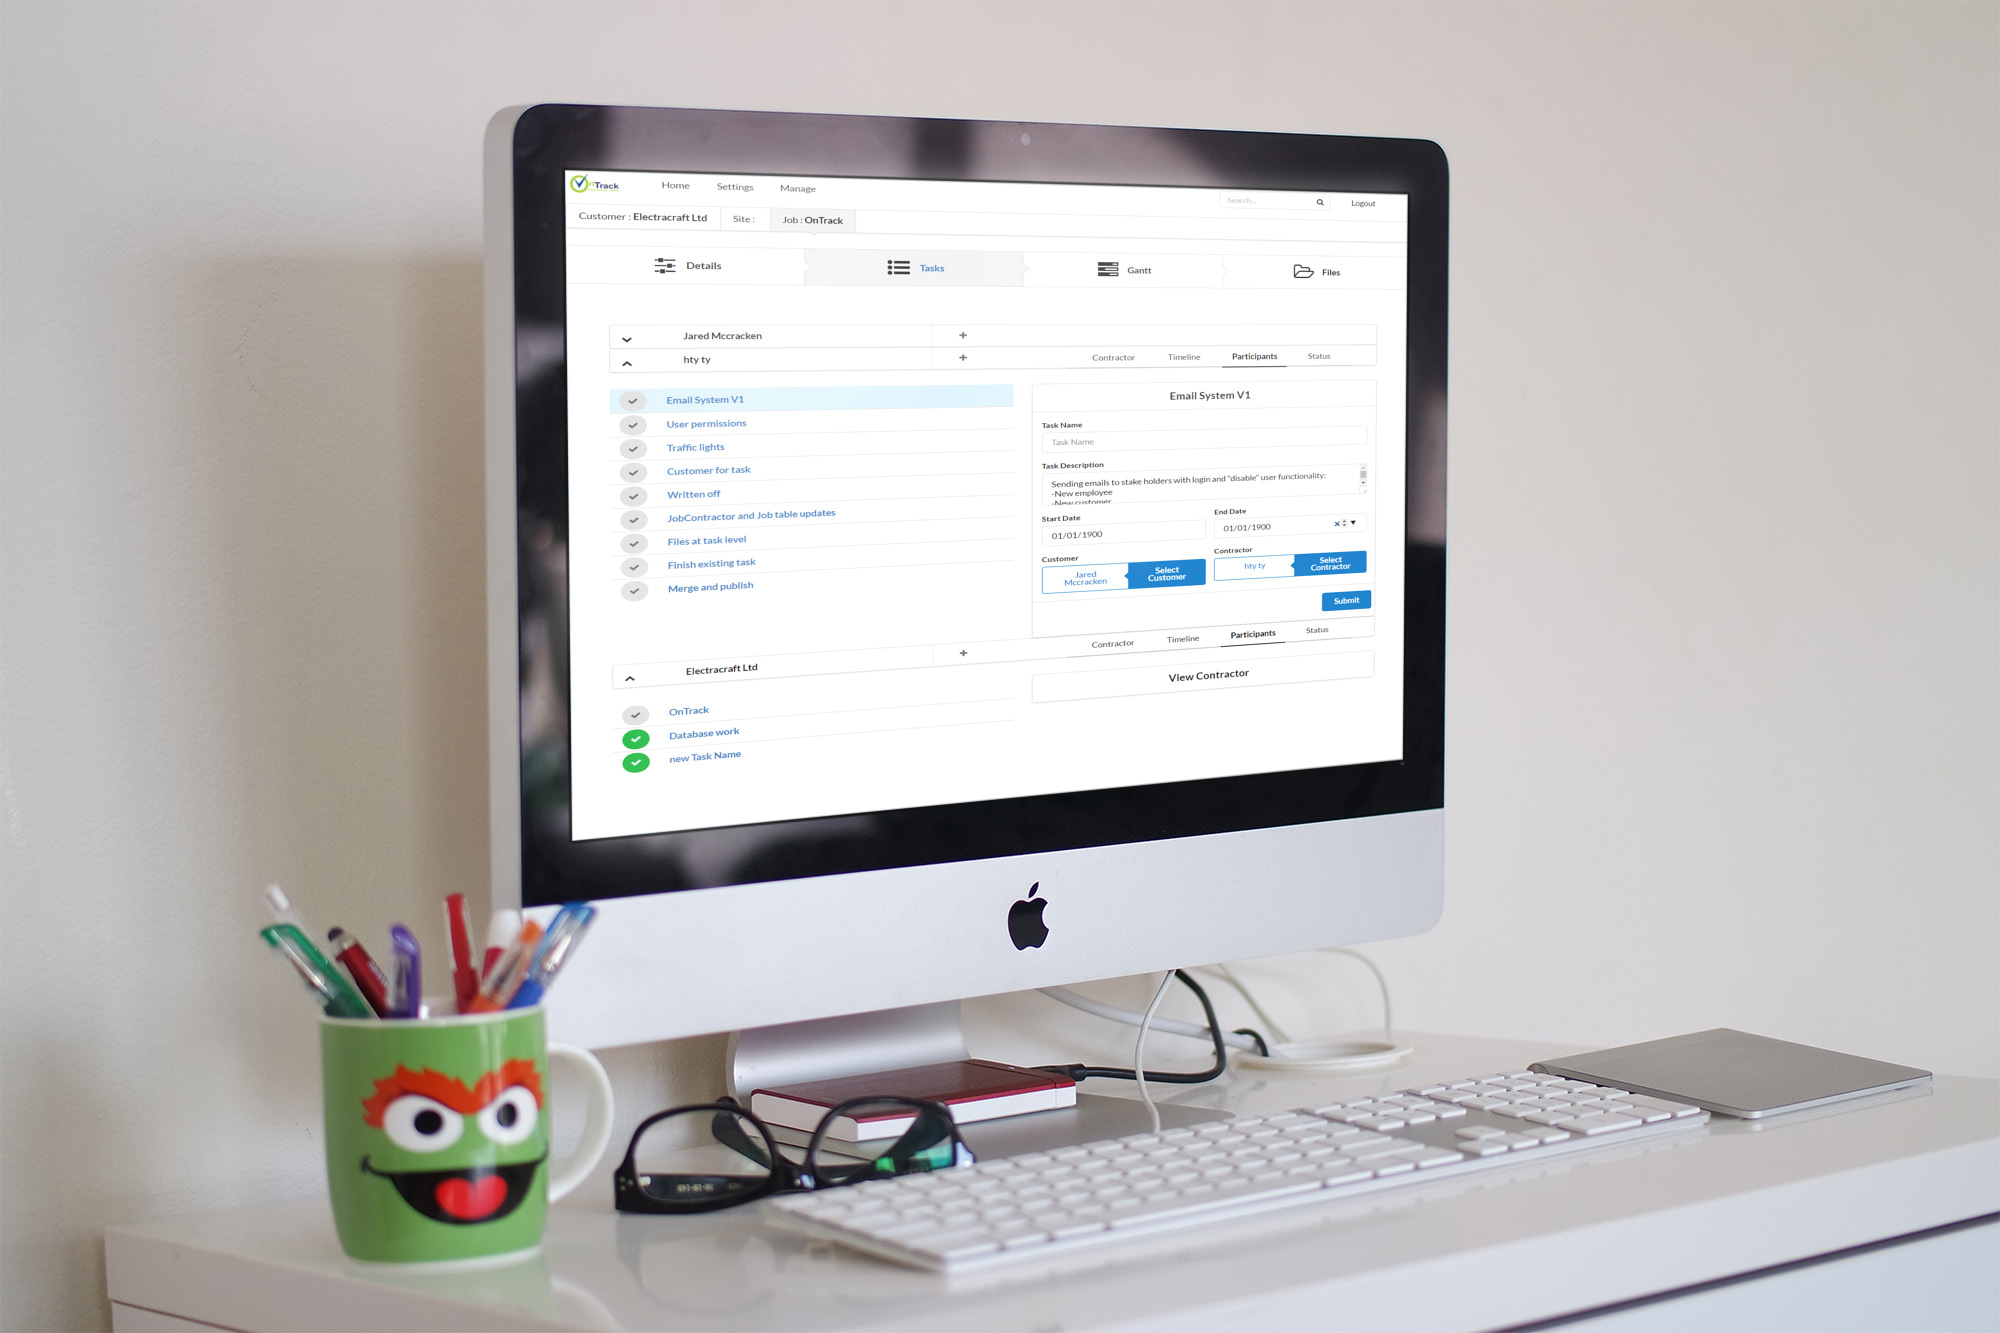 OnTrack
Home Settings Manage
Search... Logout
Customer : Electracraft Ltd Site : Job : OnTrack
Details Tasks Gantt Files
Jared Mccracken +
hty ty + Contractor Timeline Participants Status
Email System V1
User permissions
Traffic lights
Customer for task
Written off
JobContractor and Job table updates
Files at task level
Finish existing task
Merge and publish
Email System V1
Task Name
Task Name
Task Description
Sending emails to stake holders with login and "disable" user functionality:
-New employee
-New customer
Start Date End Date
01/01/1900 01/01/1900
Customer Contractor
Jared Mccracken Select Customer hty ty Select Contractor
Submit
Electracraft Ltd + Contractor Timeline Participants Status
View Contractor
OnTrack
Database work
new Task Name